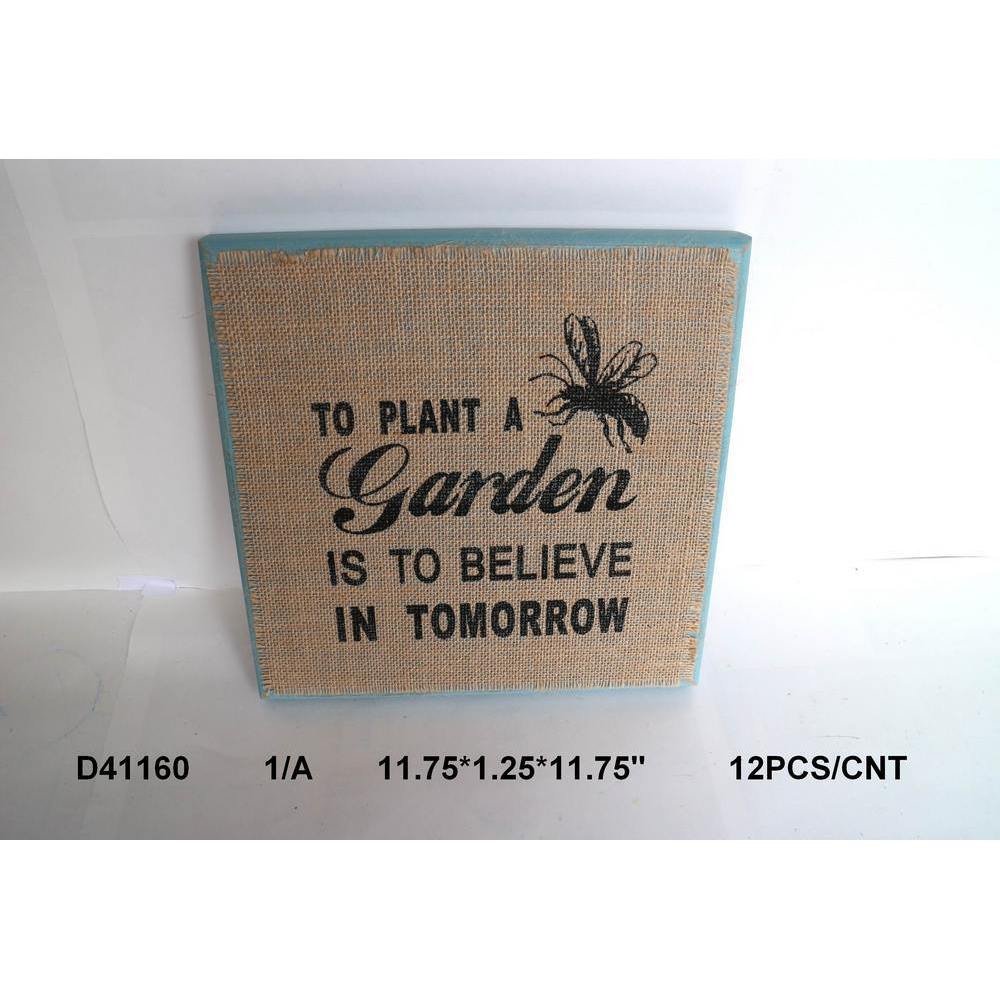 TO PLANT A
Garden
IS TO BELIEVE
IN TOMORROW
D41160 1/A 11.75*1.25*11.75" 12PCS/CNT